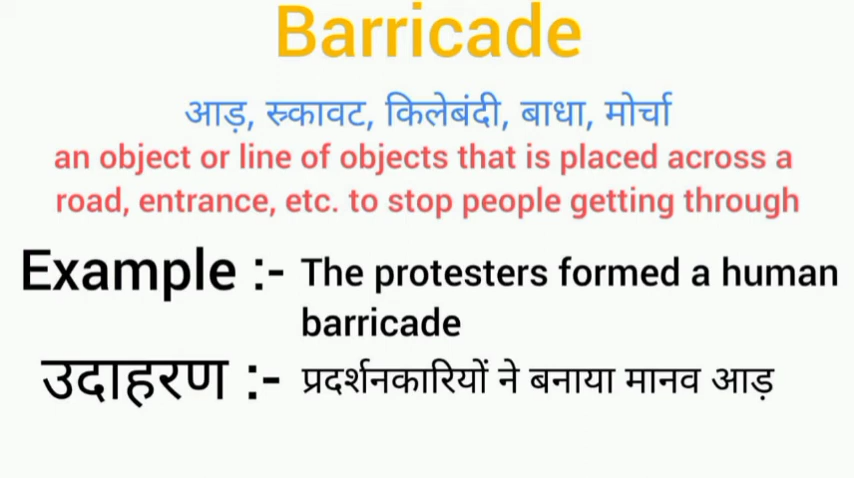 Barricade
आड़, रुकावट, किलेबंदी, बाधा, मोर्चा
an object or line of objects that is placed across a
road, entrance, etc. to stop people getting through
Example :- The protesters formed a human
barricade
उदाहरण :- प्रदर्शनकारियों ने बनाया मानव आड़